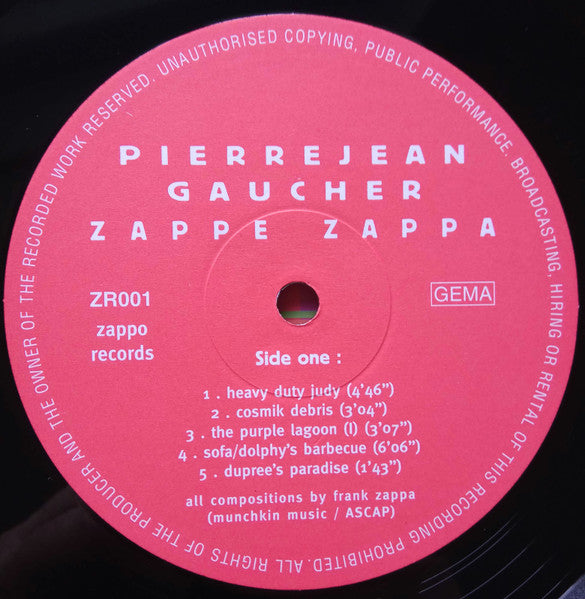 ALL RIGHTS OF THE PRODUCER AND THE OWNER OF THE RECORDED WORK RESERVED. UNAUTHORISED COPYING, PUBLIC PERFORMANCE. BROADCASTING, HIRING OR RENTAL OF THIS RECORDING PROHIBITED.
PIERREJEAN
GAUCHER
ZAPPE ZAPPA
ZR001
zappo
records
GEMA
Side one :
1 . heavy duty judy (4'46")
2 . cosmik debris (3'04")
3 . the purple lagoon (I) (3'07")
4 . sofa/dolphy's barbecue (6'06")
5 . dupree's paradise (1'43")
all compositions by frank zappa
(munchkin music / ASCAP)